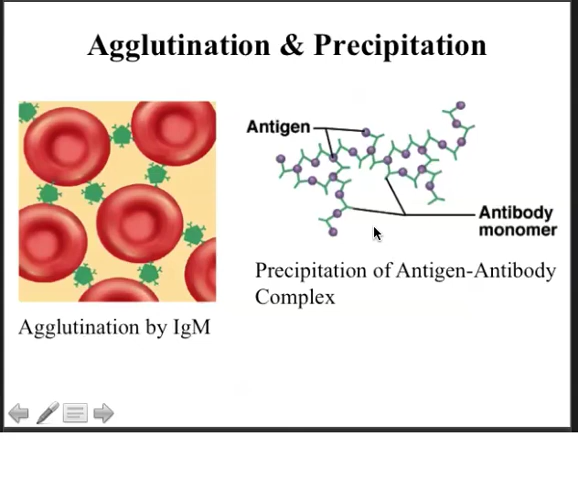 Agglutination & Precipitation
Antigen
Antibody
monomer
Precipitation of Antigen-Antibody
Complex
Agglutination by IgM